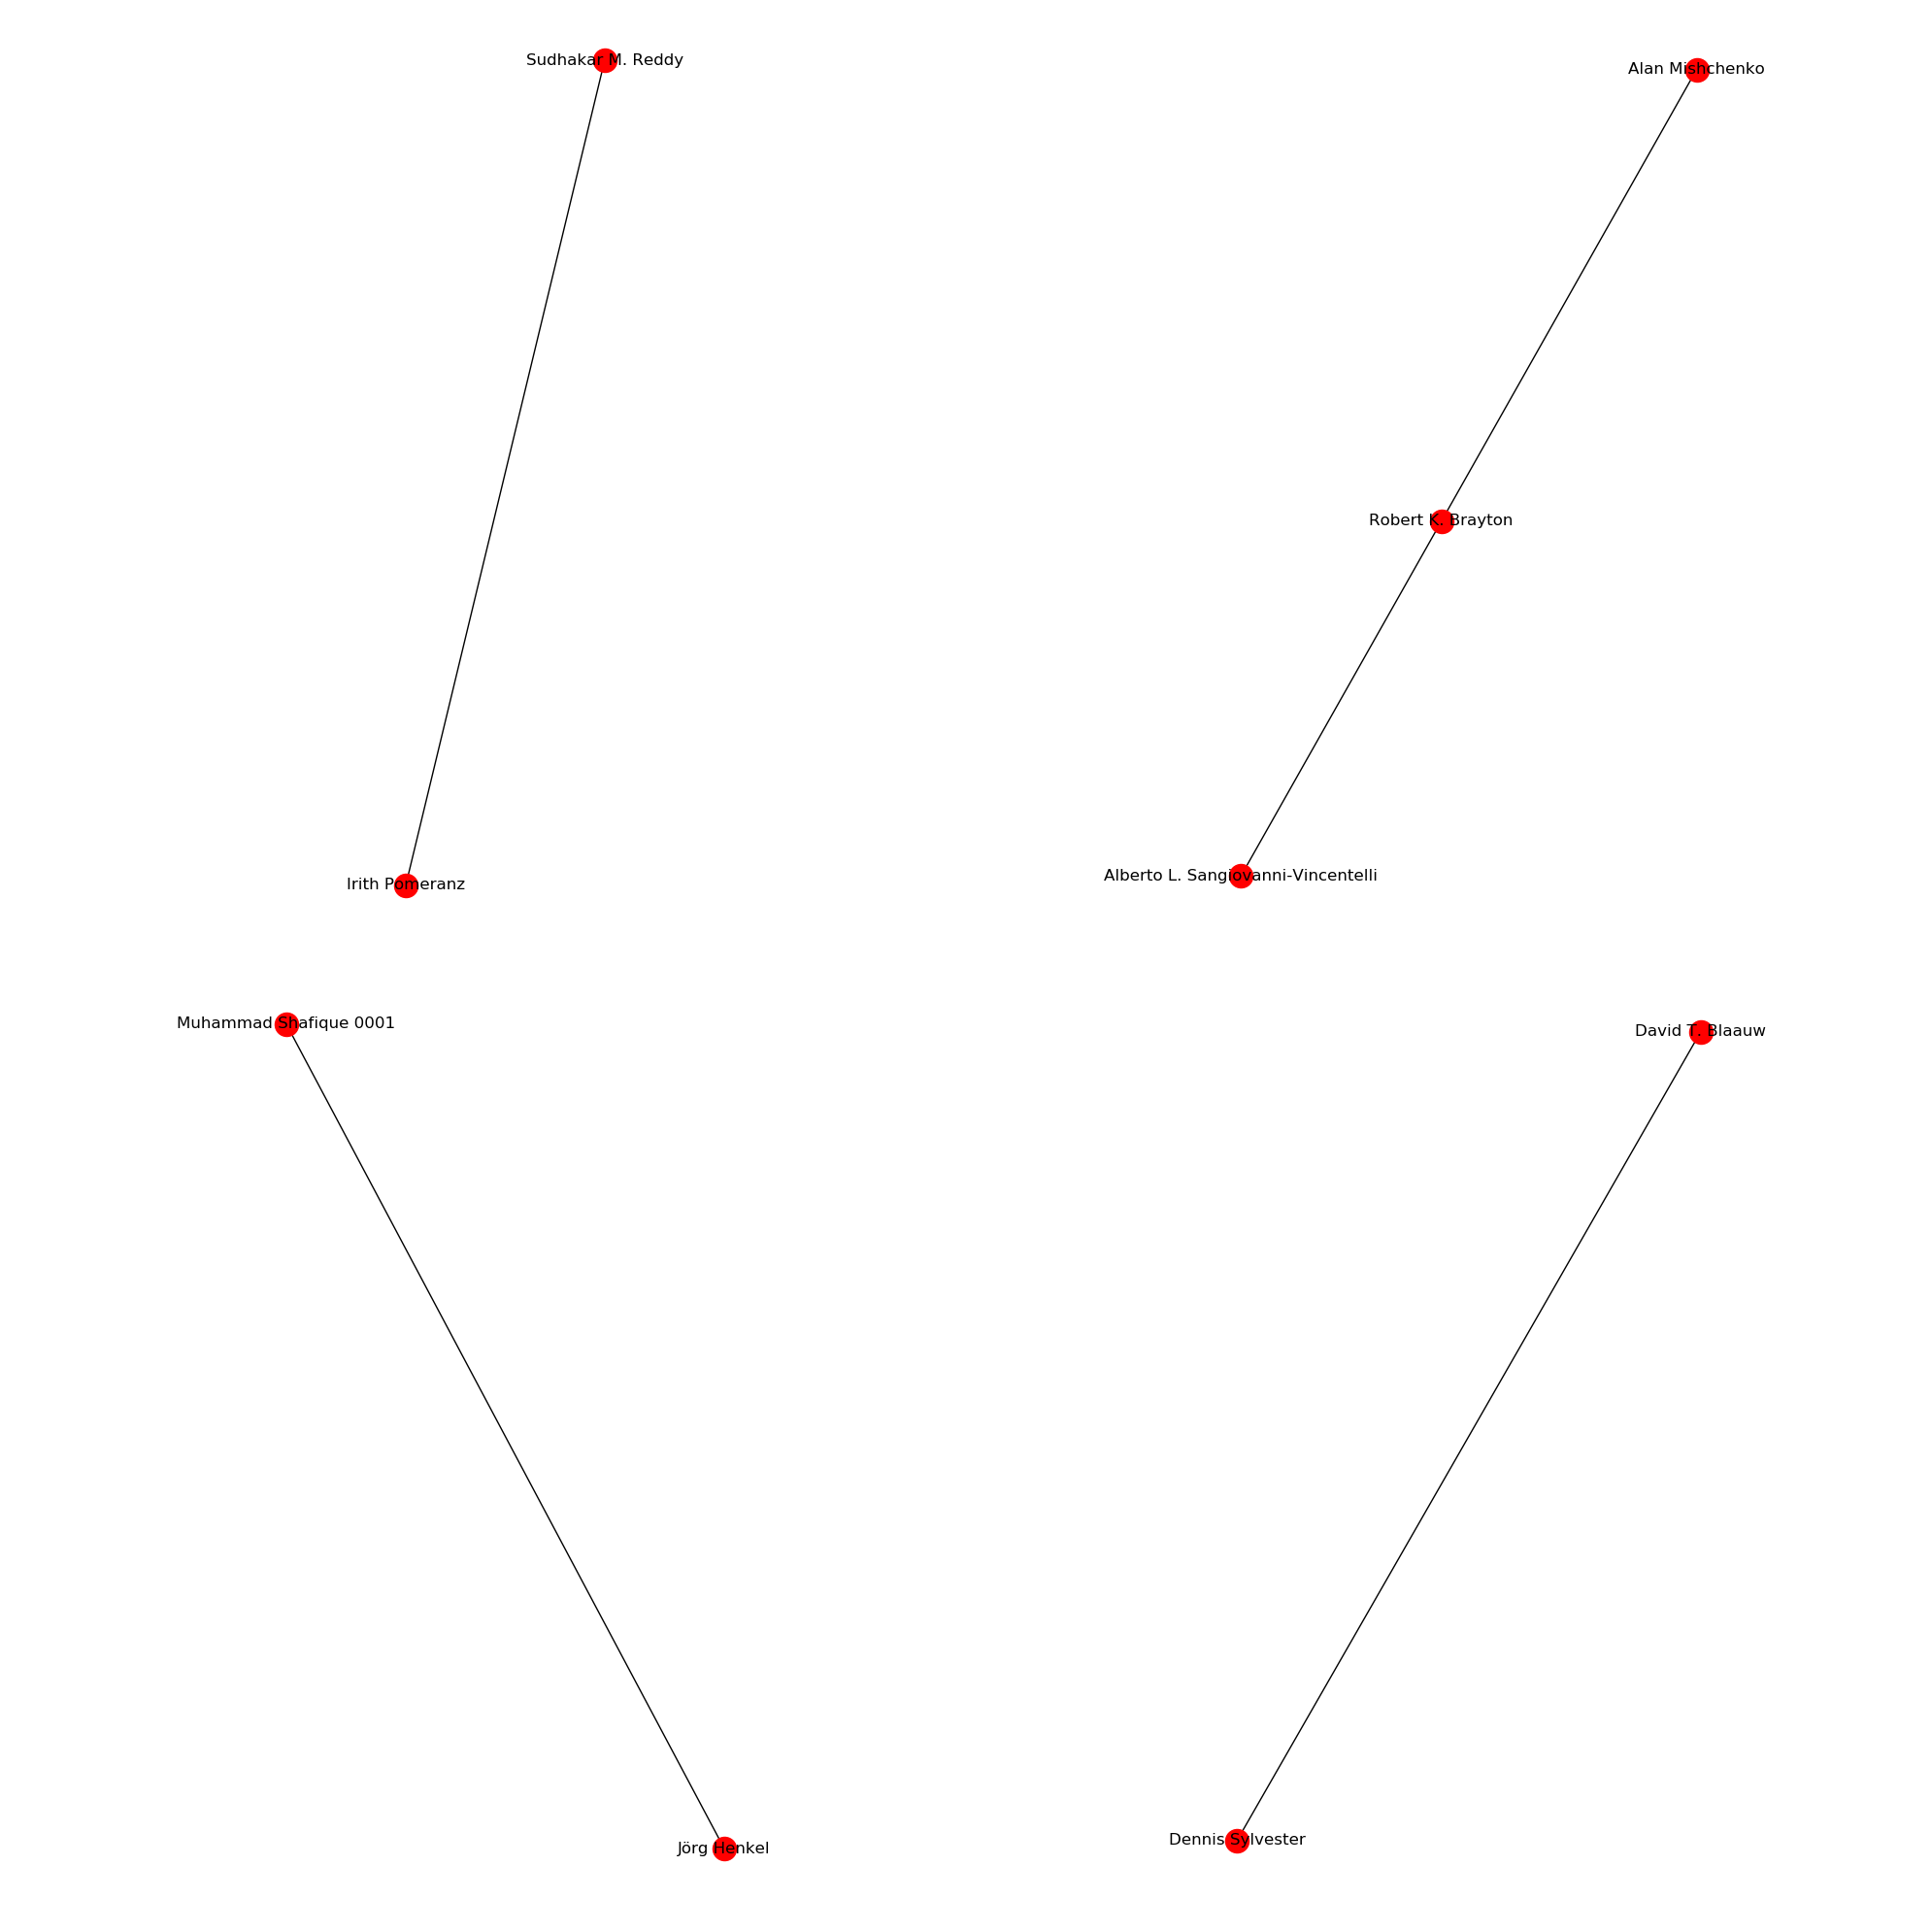 Sudhakar M. Reddy
Alan Mishchenko
Robert K. Brayton
Alberto L. Sangiovanni-Vincentelli
Irith Pomeranz
Muhammad Shafique 0001
David T. Blaauw
Dennis Sylvester
Jörg Henkel